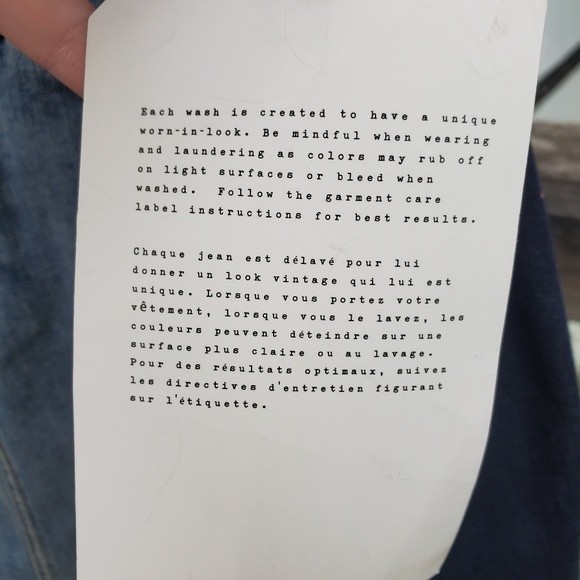 Each wash is created to have a unique
worn-in-look. Be mindful when wearing
and laundering as colors may rub off
on light surfaces or bleed when
washed. Follow the garment care
label instructions for best results.
Chaque jean est délavé pour lui
donner un look vintage qui lui est
unique. Lorsque vous portez votre
vêtement, lorsque vous le lavez, les
couleurs peuvent déteindre sur une
surface plus claire ou au lavage.
Pour des résultats optimaux, suivez
les directives d'entretien figurant
sur l'étiquette.